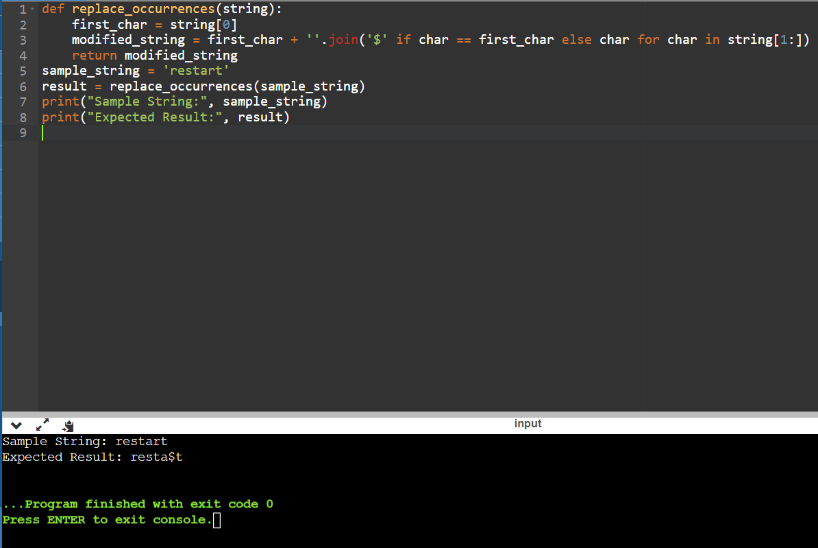 1 def replace_occurrences(string):
2     first_char = string[0]
3     modified_string = first_char + ''.join('$' if char == first_char else char for char in string[1:])
4     return modified_string
5 sample_string = 'restart'
6 result = replace_occurrences(sample_string)
7 print("Sample String:", sample_string)
8 print("Expected Result:", result)
9
input
Sample String: restart
Expected Result: resta$t
...Program finished with exit code 0
Press ENTER to exit console.